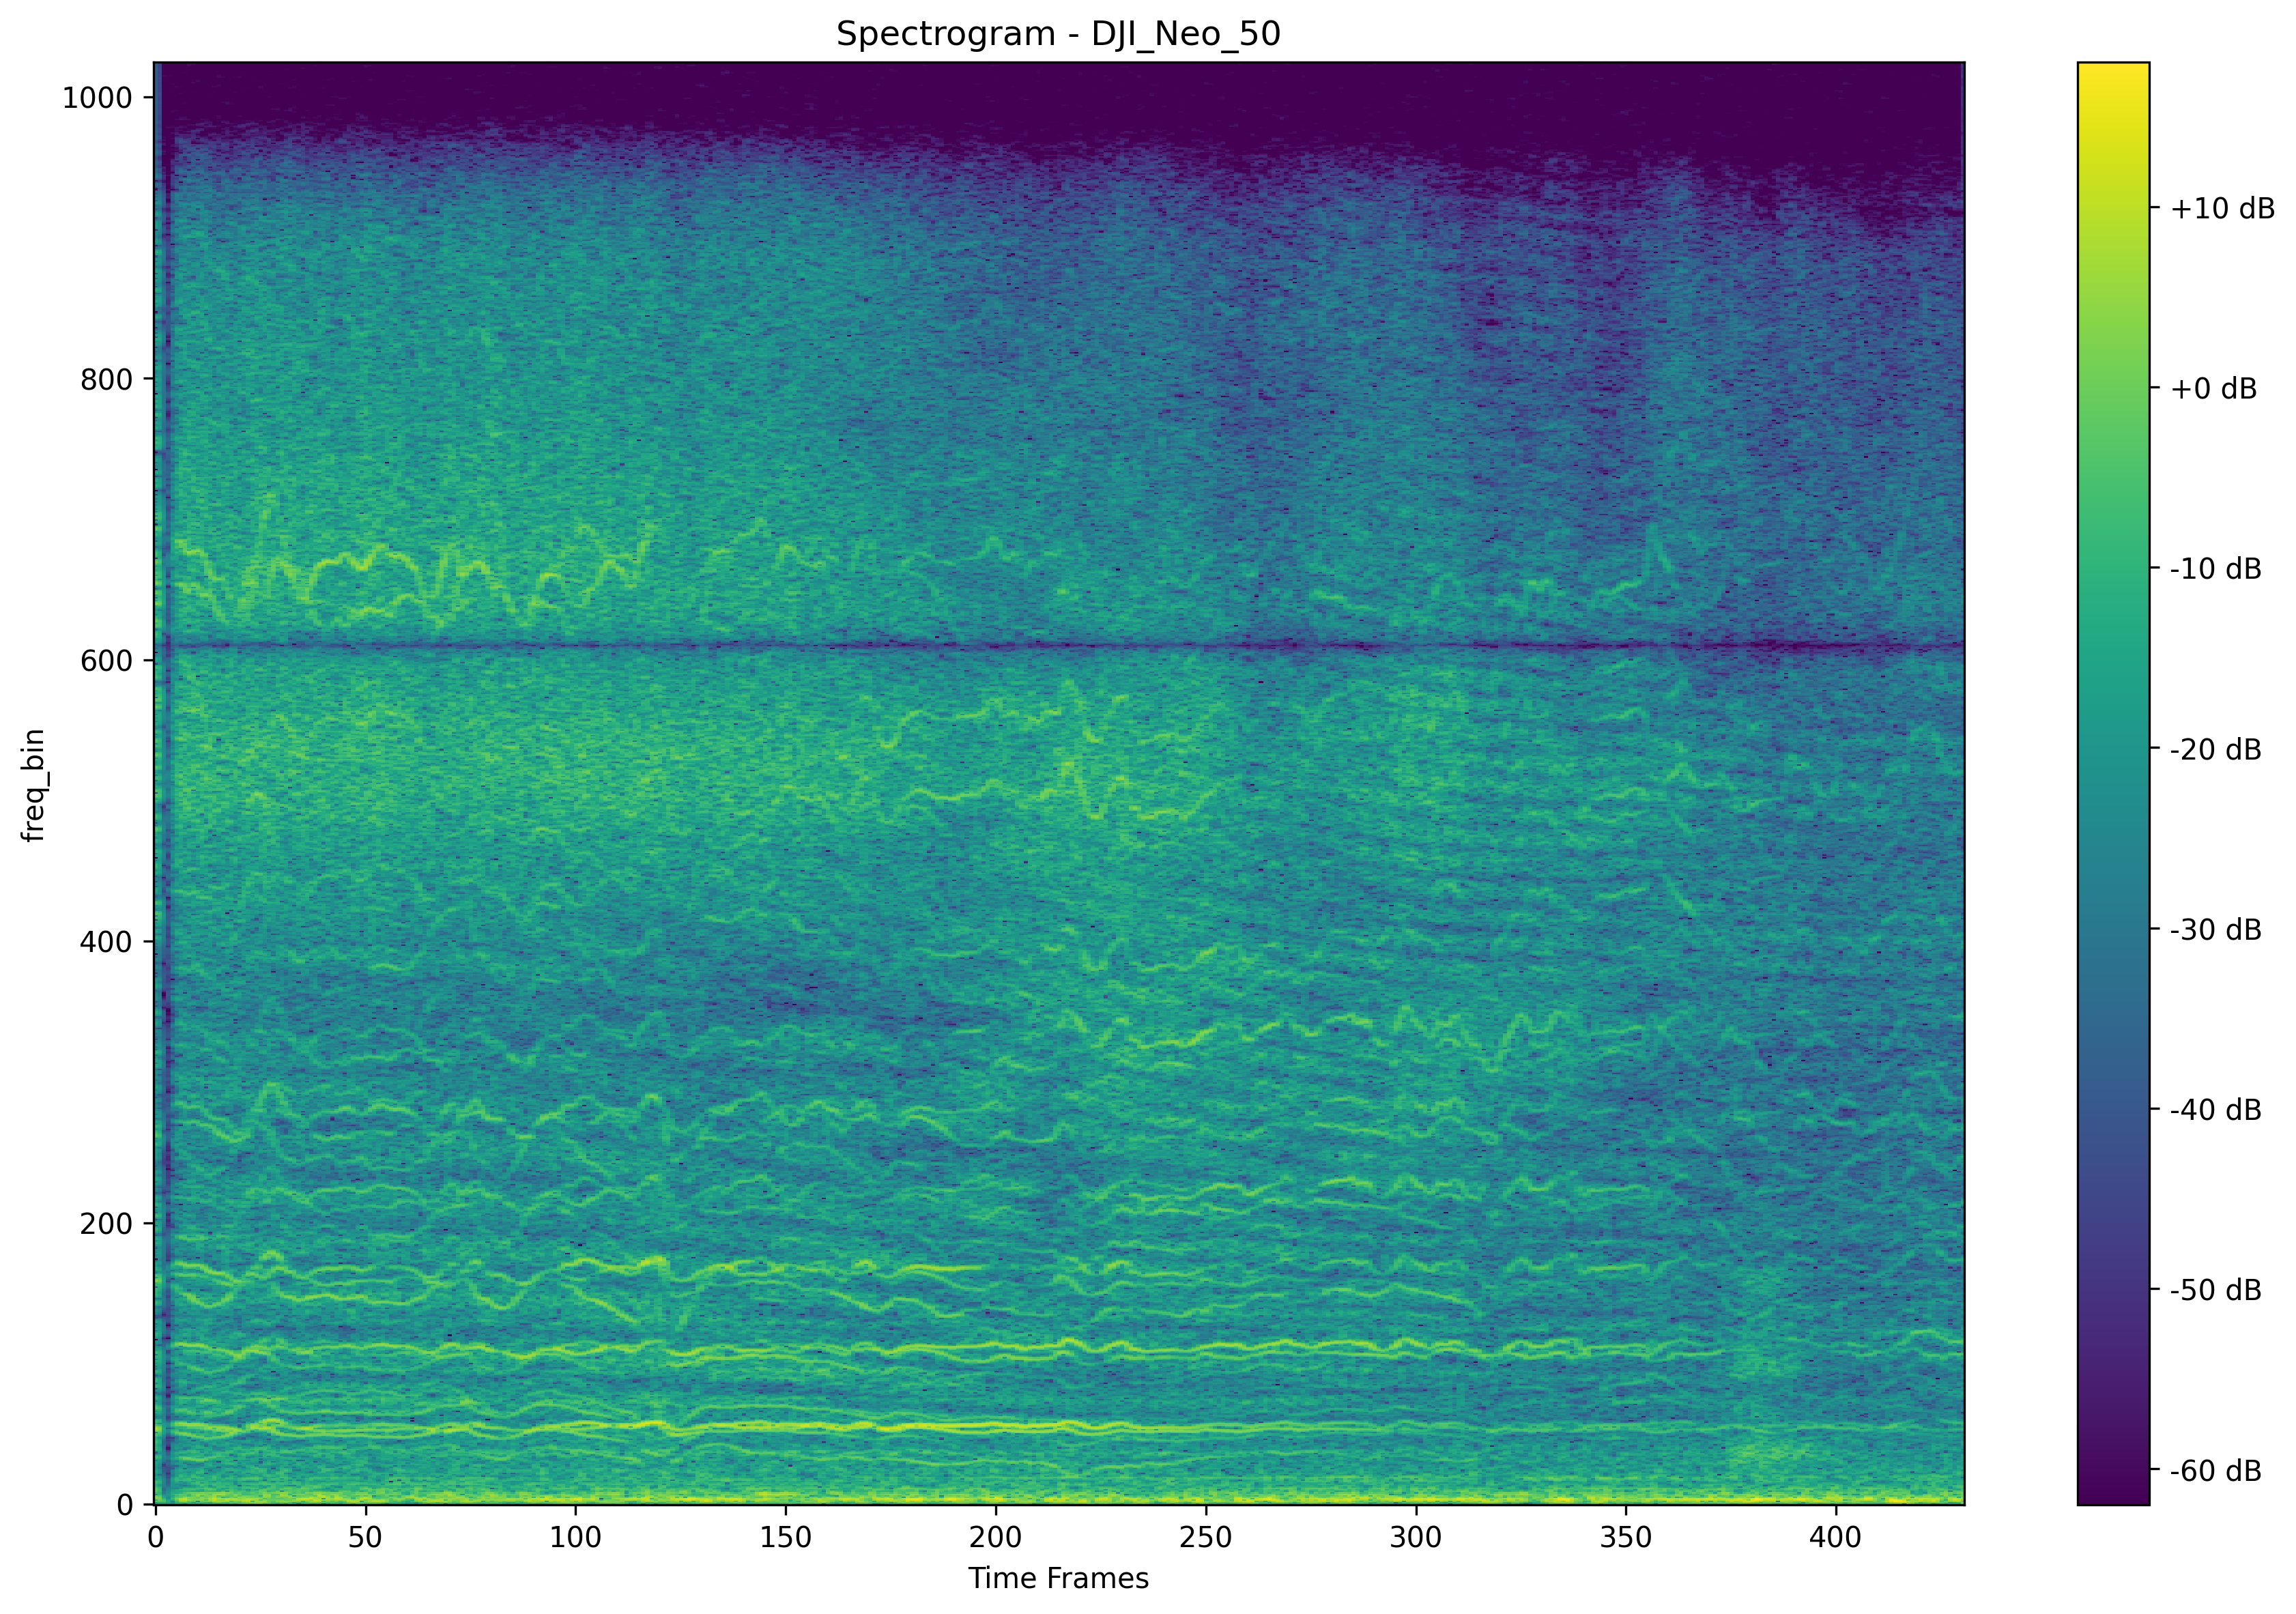 Spectrogram - DJI_Neo_50
1000
800
600
400
200
0
freq_bin
0 50 100 150 200 250 300 350 400
Time Frames
+10 dB
+0 dB
-10 dB
-20 dB
-30 dB
-40 dB
-50 dB
-60 dB